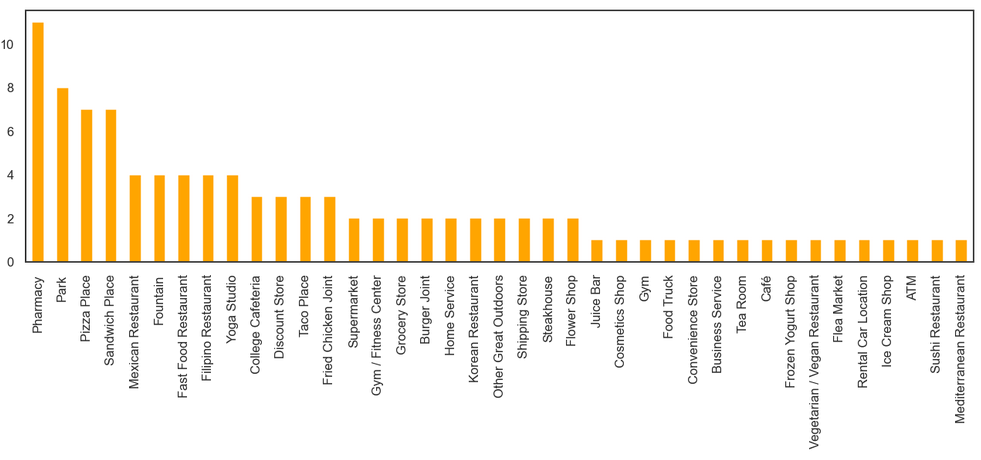 10
8
6
4
2
0
Pharmacy
Park
Pizza Place
Sandwich Place
Mexican Restaurant
Fountain
Fast Food Restaurant
Filipino Restaurant
Yoga Studio
College Cafeteria
Discount Store
Taco Place
Fried Chicken Joint
Supermarket
Gym / Fitness Center
Grocery Store
Burger Joint
Home Service
Korean Restaurant
Other Great Outdoors
Shipping Store
Steakhouse
Flower Shop
Juice Bar
Cosmetics Shop
Gym
Food Truck
Convenience Store
Business Service
Tea Room
Café
Frozen Yogurt Shop
Vegetarian / Vegan Restaurant
Flea Market
Rental Car Location
Ice Cream Shop
ATM
Sushi Restaurant
Mediterranean Restaurant